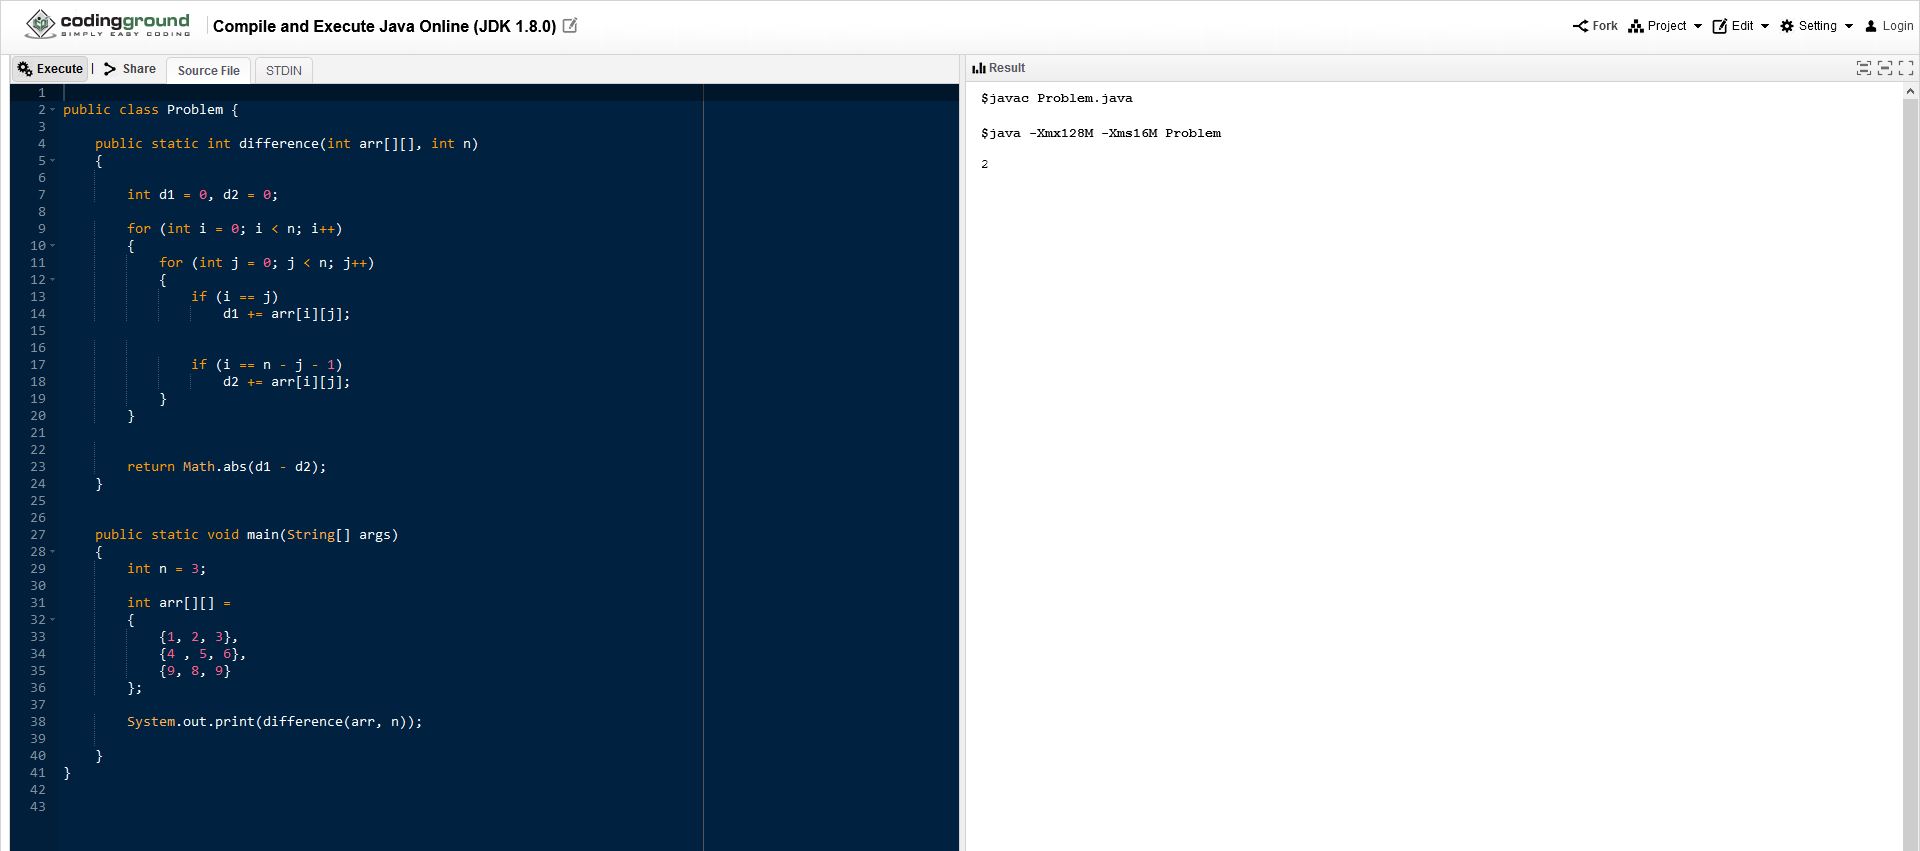 codingground
SIMPLY EASY CODING
Compile and Execute Java Online (JDK 1.8.0)
Fork Project Edit Setting Login
Execute | Share Source File STDIN
1
2 public class Problem {
3
4 public static int difference(int arr[][], int n)
5 {
6
7 int d1 = 0, d2 = 0;
8
9 for (int i = 0; i < n; i++)
10 {
11 for (int j = 0; j < n; j++)
12 {
13 if (i == j)
14 d1 += arr[i][j];
15
16
17 if (i == n - j - 1)
18 d2 += arr[i][j];
19 }
20 }
21
22
23 return Math.abs(d1 - d2);
24 }
25
26
27 public static void main(String[] args)
28 {
29 int n = 3;
30
31 int arr[][] =
32 {
33 {1, 2, 3},
34 {4 , 5, 6},
35 {9, 8, 9}
36 };
37
38 System.out.print(difference(arr, n));
39
40 }
41 }
42
43
Result
$javac Problem.java
$java -Xmx128M -Xms16M Problem
2